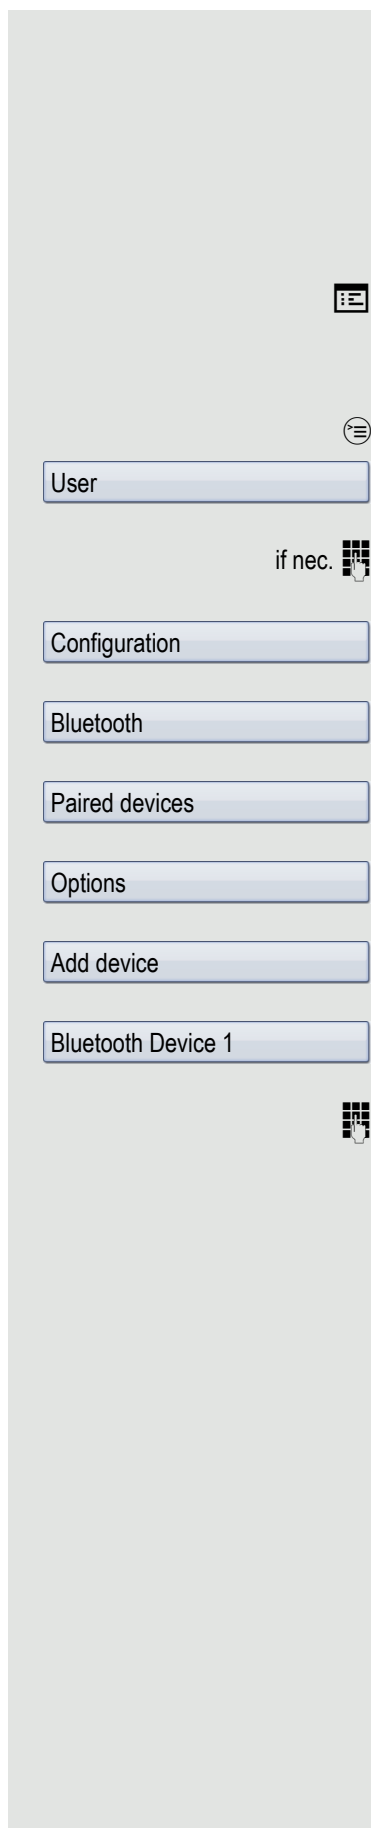 User
if nec.
Configuration
Bluetooth
Paired devices
Options
Add device
Bluetooth Device 1